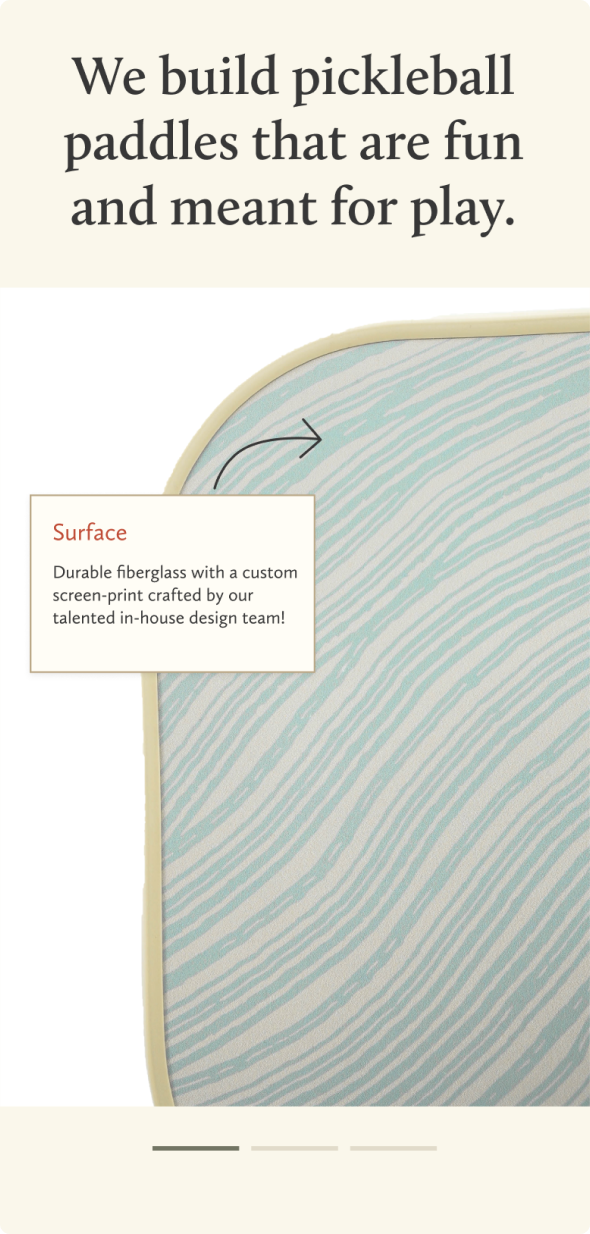 We build pickleball
paddles that are fun
and meant for play.
Surface
Durable fiberglass with a custom
screen-print crafted by our
talented in-house design team!